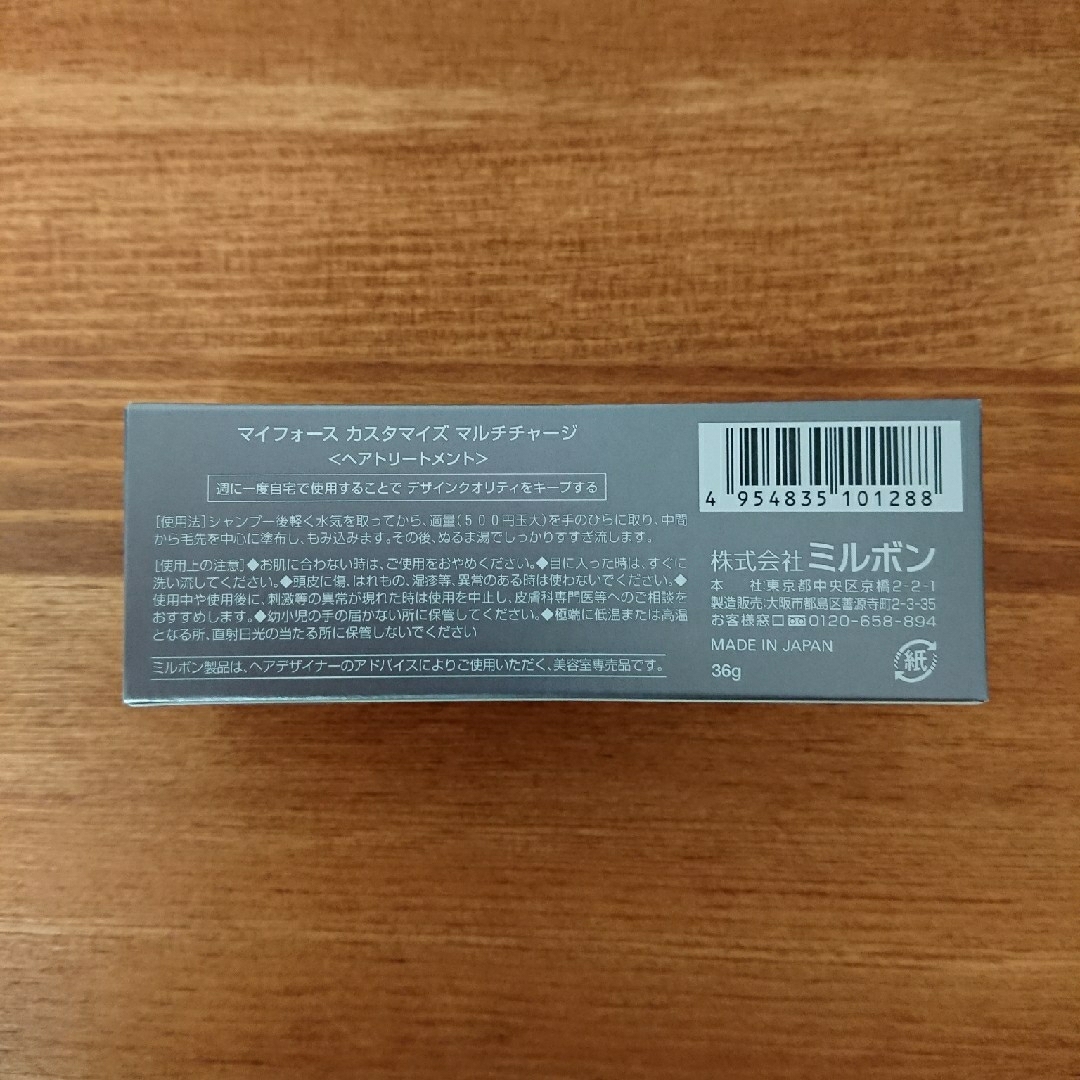 マイフォース カスタマイズ マルチチャージ
<ヘアトリートメント>
週に一度自宅で使用することで デザインクオリティをキープする
[使用法]シャンプー後軽く水気を取ってから、適量(500円玉大)を手のひらに取り、中間
から毛先を中心に塗布し、もみ込みます。その後、ぬるま湯でしっかりすすぎ流します。
[使用上の注意]◆お肌に合わない時は、ご使用をおやめください。◆目に入った時は、すぐに
洗い流してください。◆頭皮に傷、はれもの、湿疹等、異常のある時は使わないでください。◆
使用中や使用後に、刺激等の異常が現れた時は使用を中止し、皮膚科専門医等へのご相談を
おすすめします。◆幼小児の手の届かない所に保管してください。◆極端に低温または高温
となる所、直射日光の当たる所に保管しないでください
ミルボン製品は、ヘアデザイナーのアドバイスによりご使用いただく、美容室専売品です。
4 954835 101288
株式会社 ミルボン
本 社:東京都中央区京橋2-2-1
製造販売:大阪市都島区善源寺町2-3-35
お客様窓口 0120-658-894
MADE IN JAPAN
36g
紙